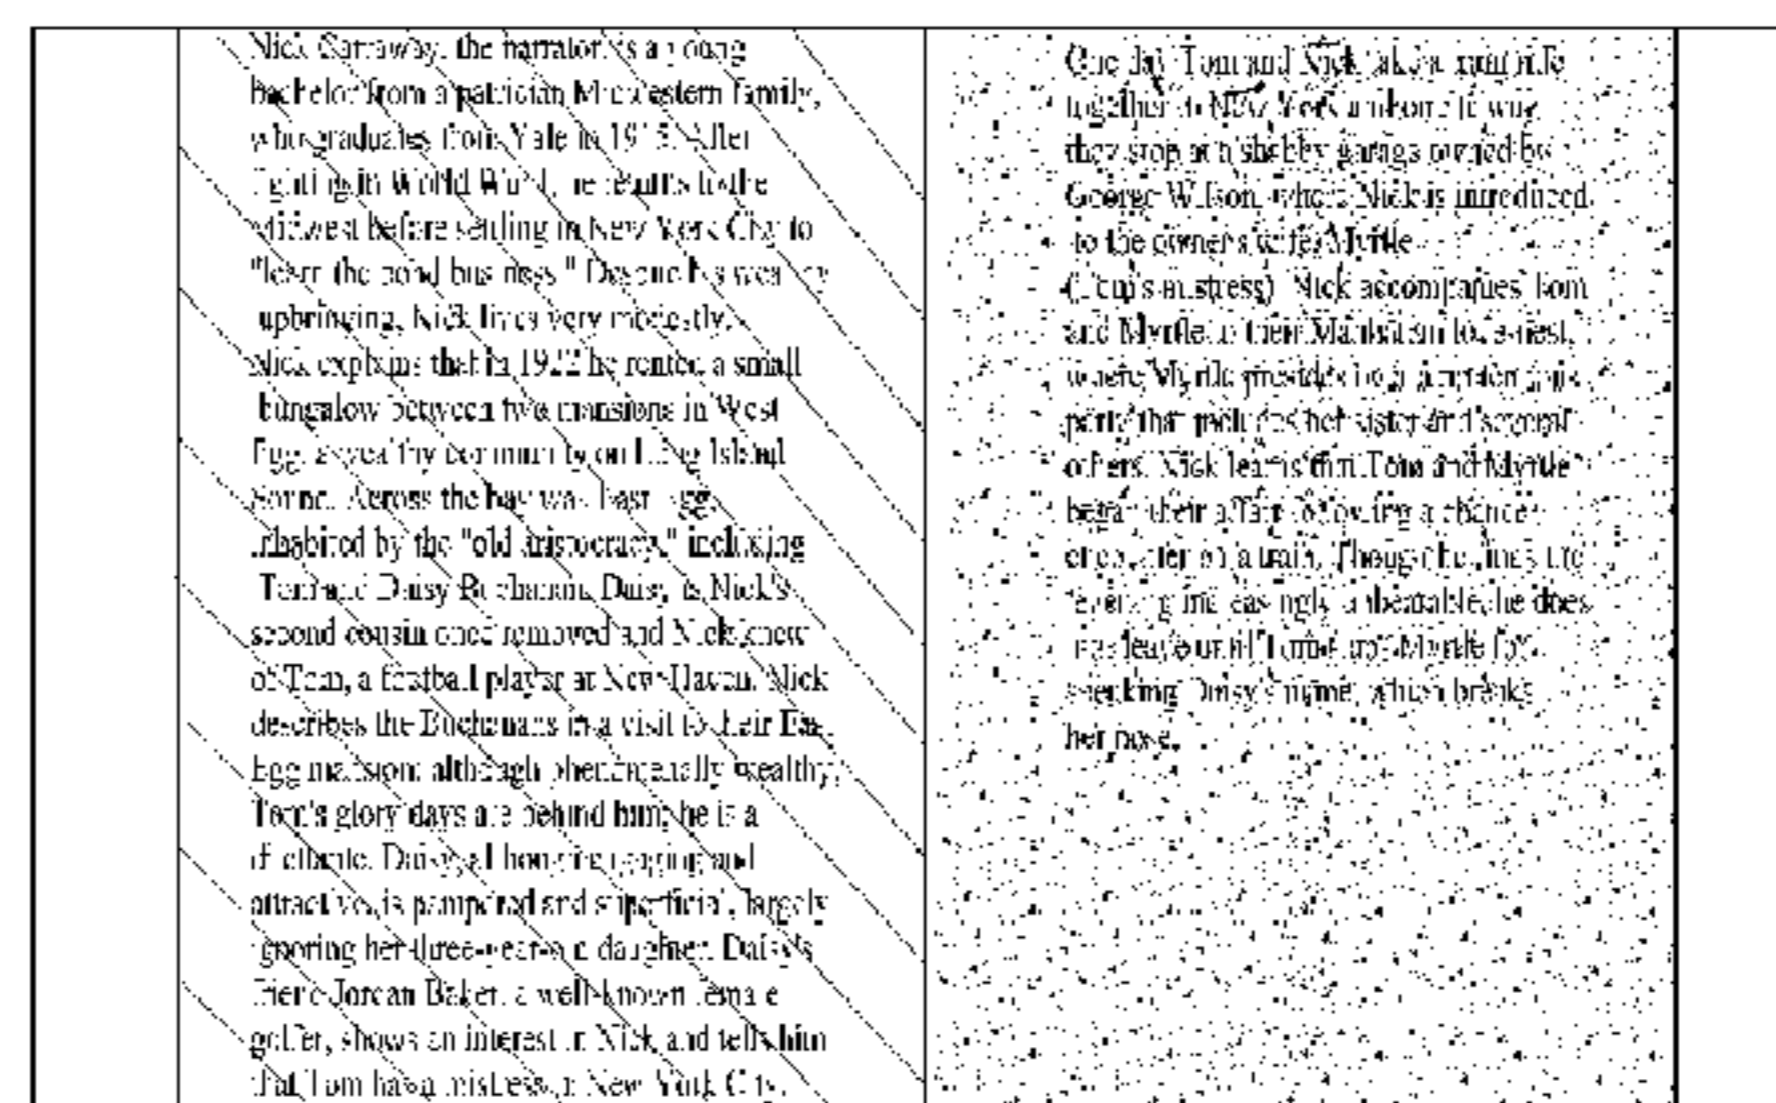 Nick Carraway, the narrator, is a young
bachelor from a patrician Midwestern family,
who graduates from Yale in 1915. After
fighting in World War I, he returns to the
Midwest before settling in New York City to
"learn the bond business." Despite his wealthy
upbringing, Nick lives very modestly.
Nick explains that in 1922 he rented a small
bungalow between two mansions in West
Egg, a wealthy community on Long Island
Sound. Across the bay was East Egg,
inhabited by the "old aristocracy," including
Tom and Daisy Buchanan. Daisy is Nick's
second cousin once removed and Nick knew
of Tom, a football player at New Haven. Nick
describes the Buchanans in a visit to their East
Egg mansion: although phenomenally wealthy,
Tom's glory days are behind him; he is a
dilettante. Daisy, although engaging and
attractive, is pampered and superficial, largely
ignoring her three-year-old daughter. Daisy's
friend Jordan Baker, a well-known female
golfer, shows an interest in Nick and tells him
that Tom has a mistress in New York City.
One day Tom and Nick take a train ride
together to New York and on the way
they stop at a shabby garage owned by
George Wilson, where Nick is introduced
to the owner's wife, Myrtle
(Tom's mistress). Nick accompanies Tom
and Myrtle to their Manhattan love-nest,
where Myrtle presides over a
party that includes her sister and several
others. Nick learns that Tom and Myrtle
began their affair following a chance
encounter on a train. Though he finds the
evening increasingly unbearable, he does
not leave until Tom Myrtle for
speaking Daisy's name, which breaks
her nose.